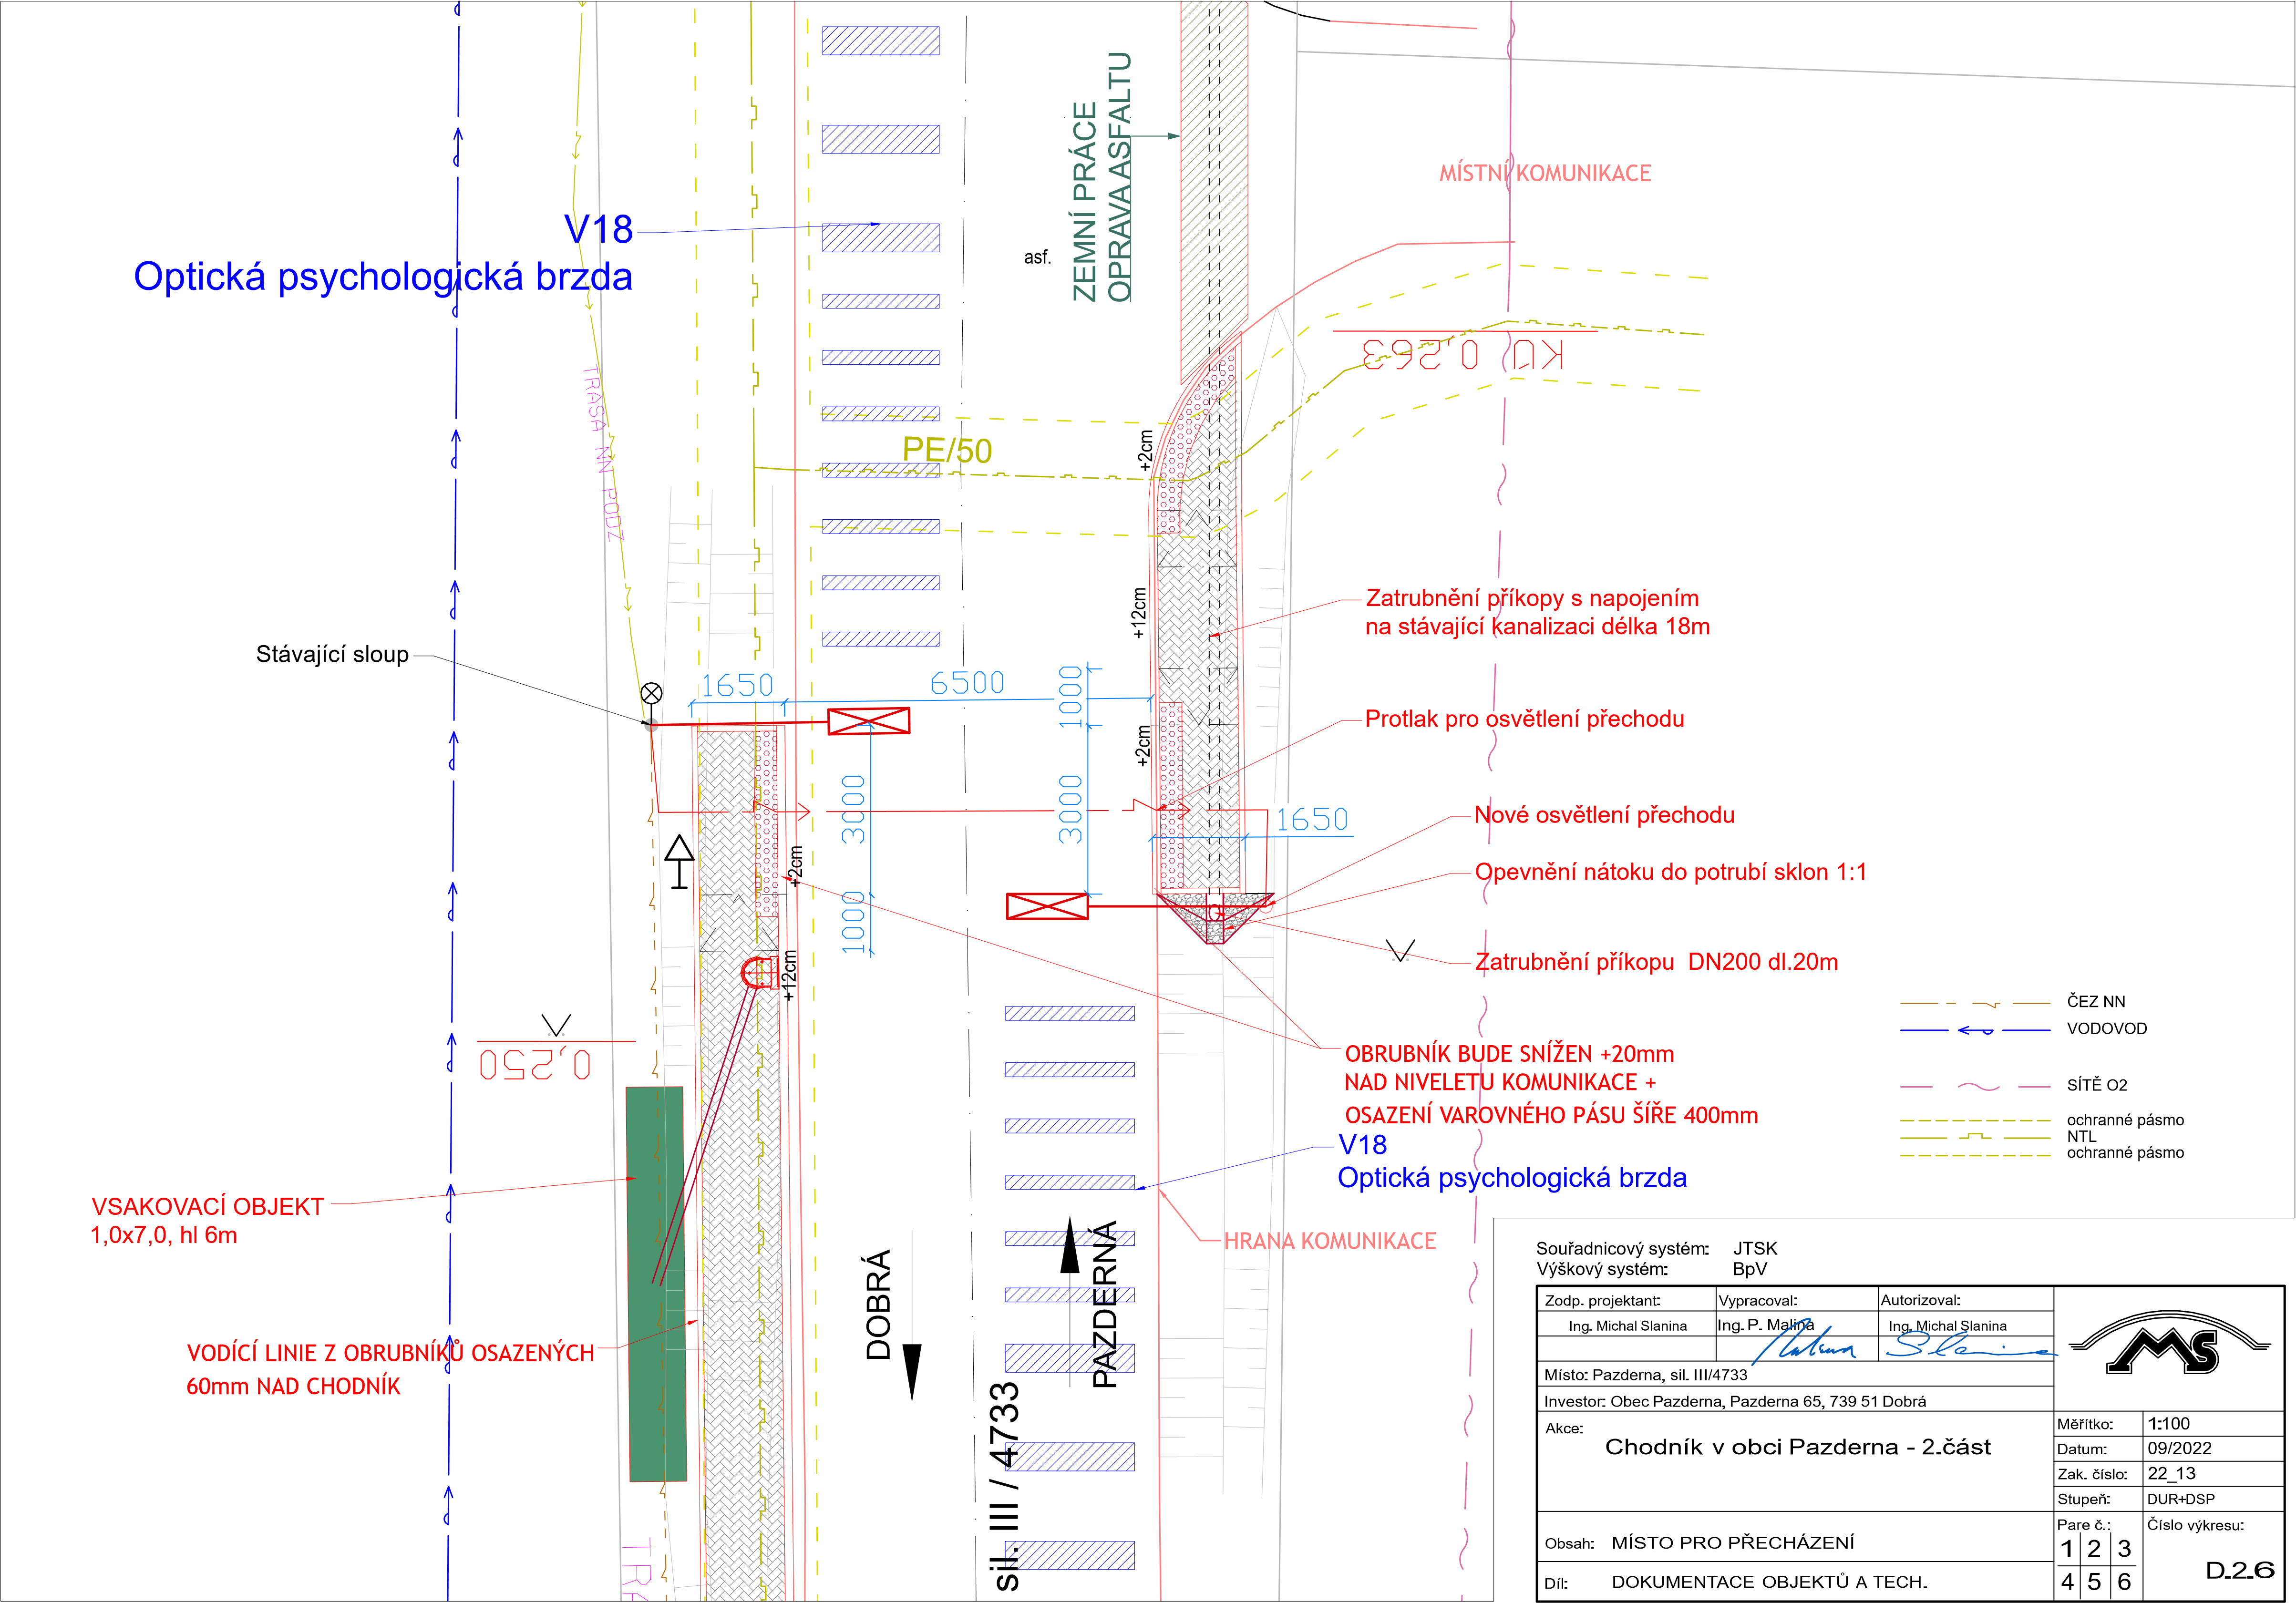 V18
Optická psychologická brzda
ZEMNÍ PRÁCE
OPRAVA ASFALTU
asf.
MÍSTNÍ KOMUNIKACE
KÚ 0,263
TRASA NN PODZ
PE/50
+2cm
+12cm
+2cm
Stávající sloup
1650
6500
1000
3000
3000
1000
1650
+2cm
+12cm
Zatrubnění příkopy s napojením
na stávající kanalizaci délka 18m
Protlak pro osvětlení přechodu
Nové osvětlení přechodu
Opevnění nátoku do potrubí sklon 1:1
Zatrubnění příkopu DN200 dl.20m
0,250
OBRUBNÍK BUDE SNÍŽEN +20mm
NAD NIVELETU KOMUNIKACE +
OSAZENÍ VAROVNÉHO PÁSU ŠÍŘE 400mm
V18
Optická psychologická brzda
HRANA KOMUNIKACE
VSAKOVACÍ OBJEKT
1,0x7,0, hl 6m
VODÍCÍ LINIE Z OBRUBNÍKŮ OSAZENÝCH
60mm NAD CHODNÍK
DOBRÁ
PAZDERNÁ
sil. III / 4733
ČEZ NN
VODOVOD
SÍTĚ O2
ochranné pásmo
NTL
ochranné pásmo
Souřadnicový systém: JTSK
Výškový systém: BpV
Zodp. projektant: Vypracoval: Autorizoval:
Ing. Michal Slanina Ing. P. Malina Ing. Michal Slanina
Místo: Pazderna, sil. III/4733
Investor: Obec Pazderna, Pazderna 65, 739 51 Dobrá
Akce:
Chodník v obci Pazderna - 2.část
MS
Měřítko: 1:100
Datum: 09/2022
Zak. číslo: 22_13
Stupeň: DUR+DSP
Pare č.: Číslo výkresu:
1 2 3
4 5 6
D.2.6
Obsah: MÍSTO PRO PŘECHÁZENÍ
Díl: DOKUMENTACE OBJEKTŮ A TECH.